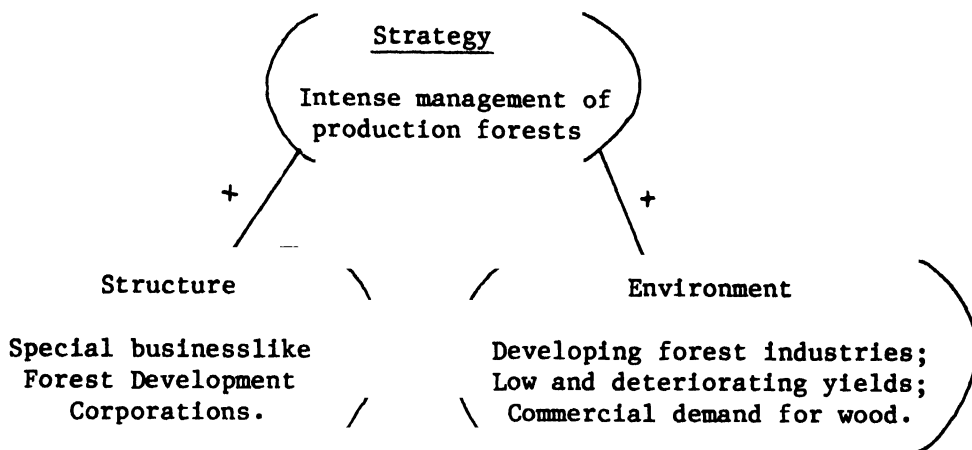 Strategy
Intense management of
production forests
+ +
Structure
Special businesslike
Forest Development
Corporations.
Environment
Developing forest industries;
Low and deteriorating yields;
Commercial demand for wood.